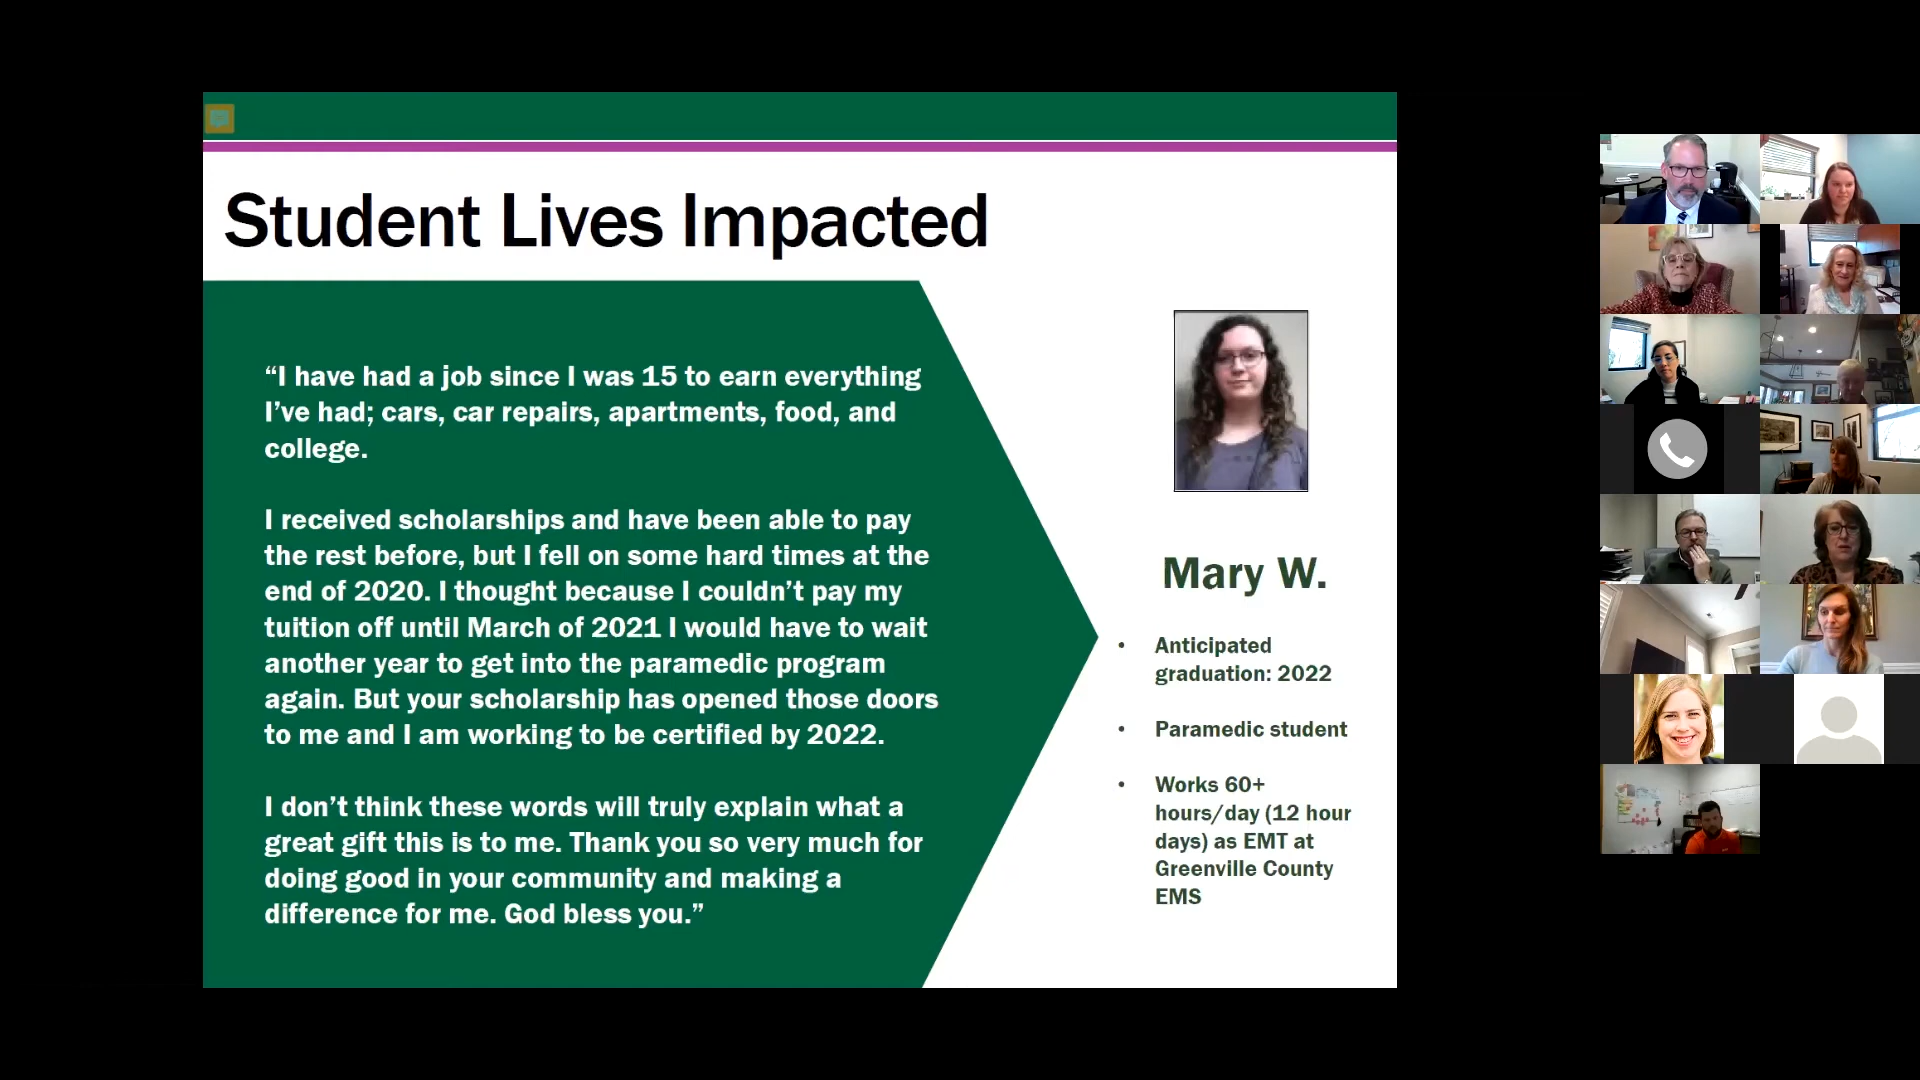 Student Lives Impacted
“I have had a job since I was 15 to earn everything
I’ve had; cars, car repairs, apartments, food, and
college.
I received scholarships and have been able to pay
the rest before, but I fell on some hard times at the
end of 2020. I thought because I couldn’t pay my
tuition off until March of 2021 I would have to wait
another year to get into the paramedic program
again. But your scholarship has opened those doors
to me and I am working to be certified by 2022.
I don’t think these words will truly explain what a
great gift this is to me. Thank you so very much for
doing good in your community and making a
difference for me. God bless you.”
Mary W.
• Anticipated
graduation: 2022
• Paramedic student
• Works 60+
hours/day (12 hour
days) as EMT at
Greenville County
EMS